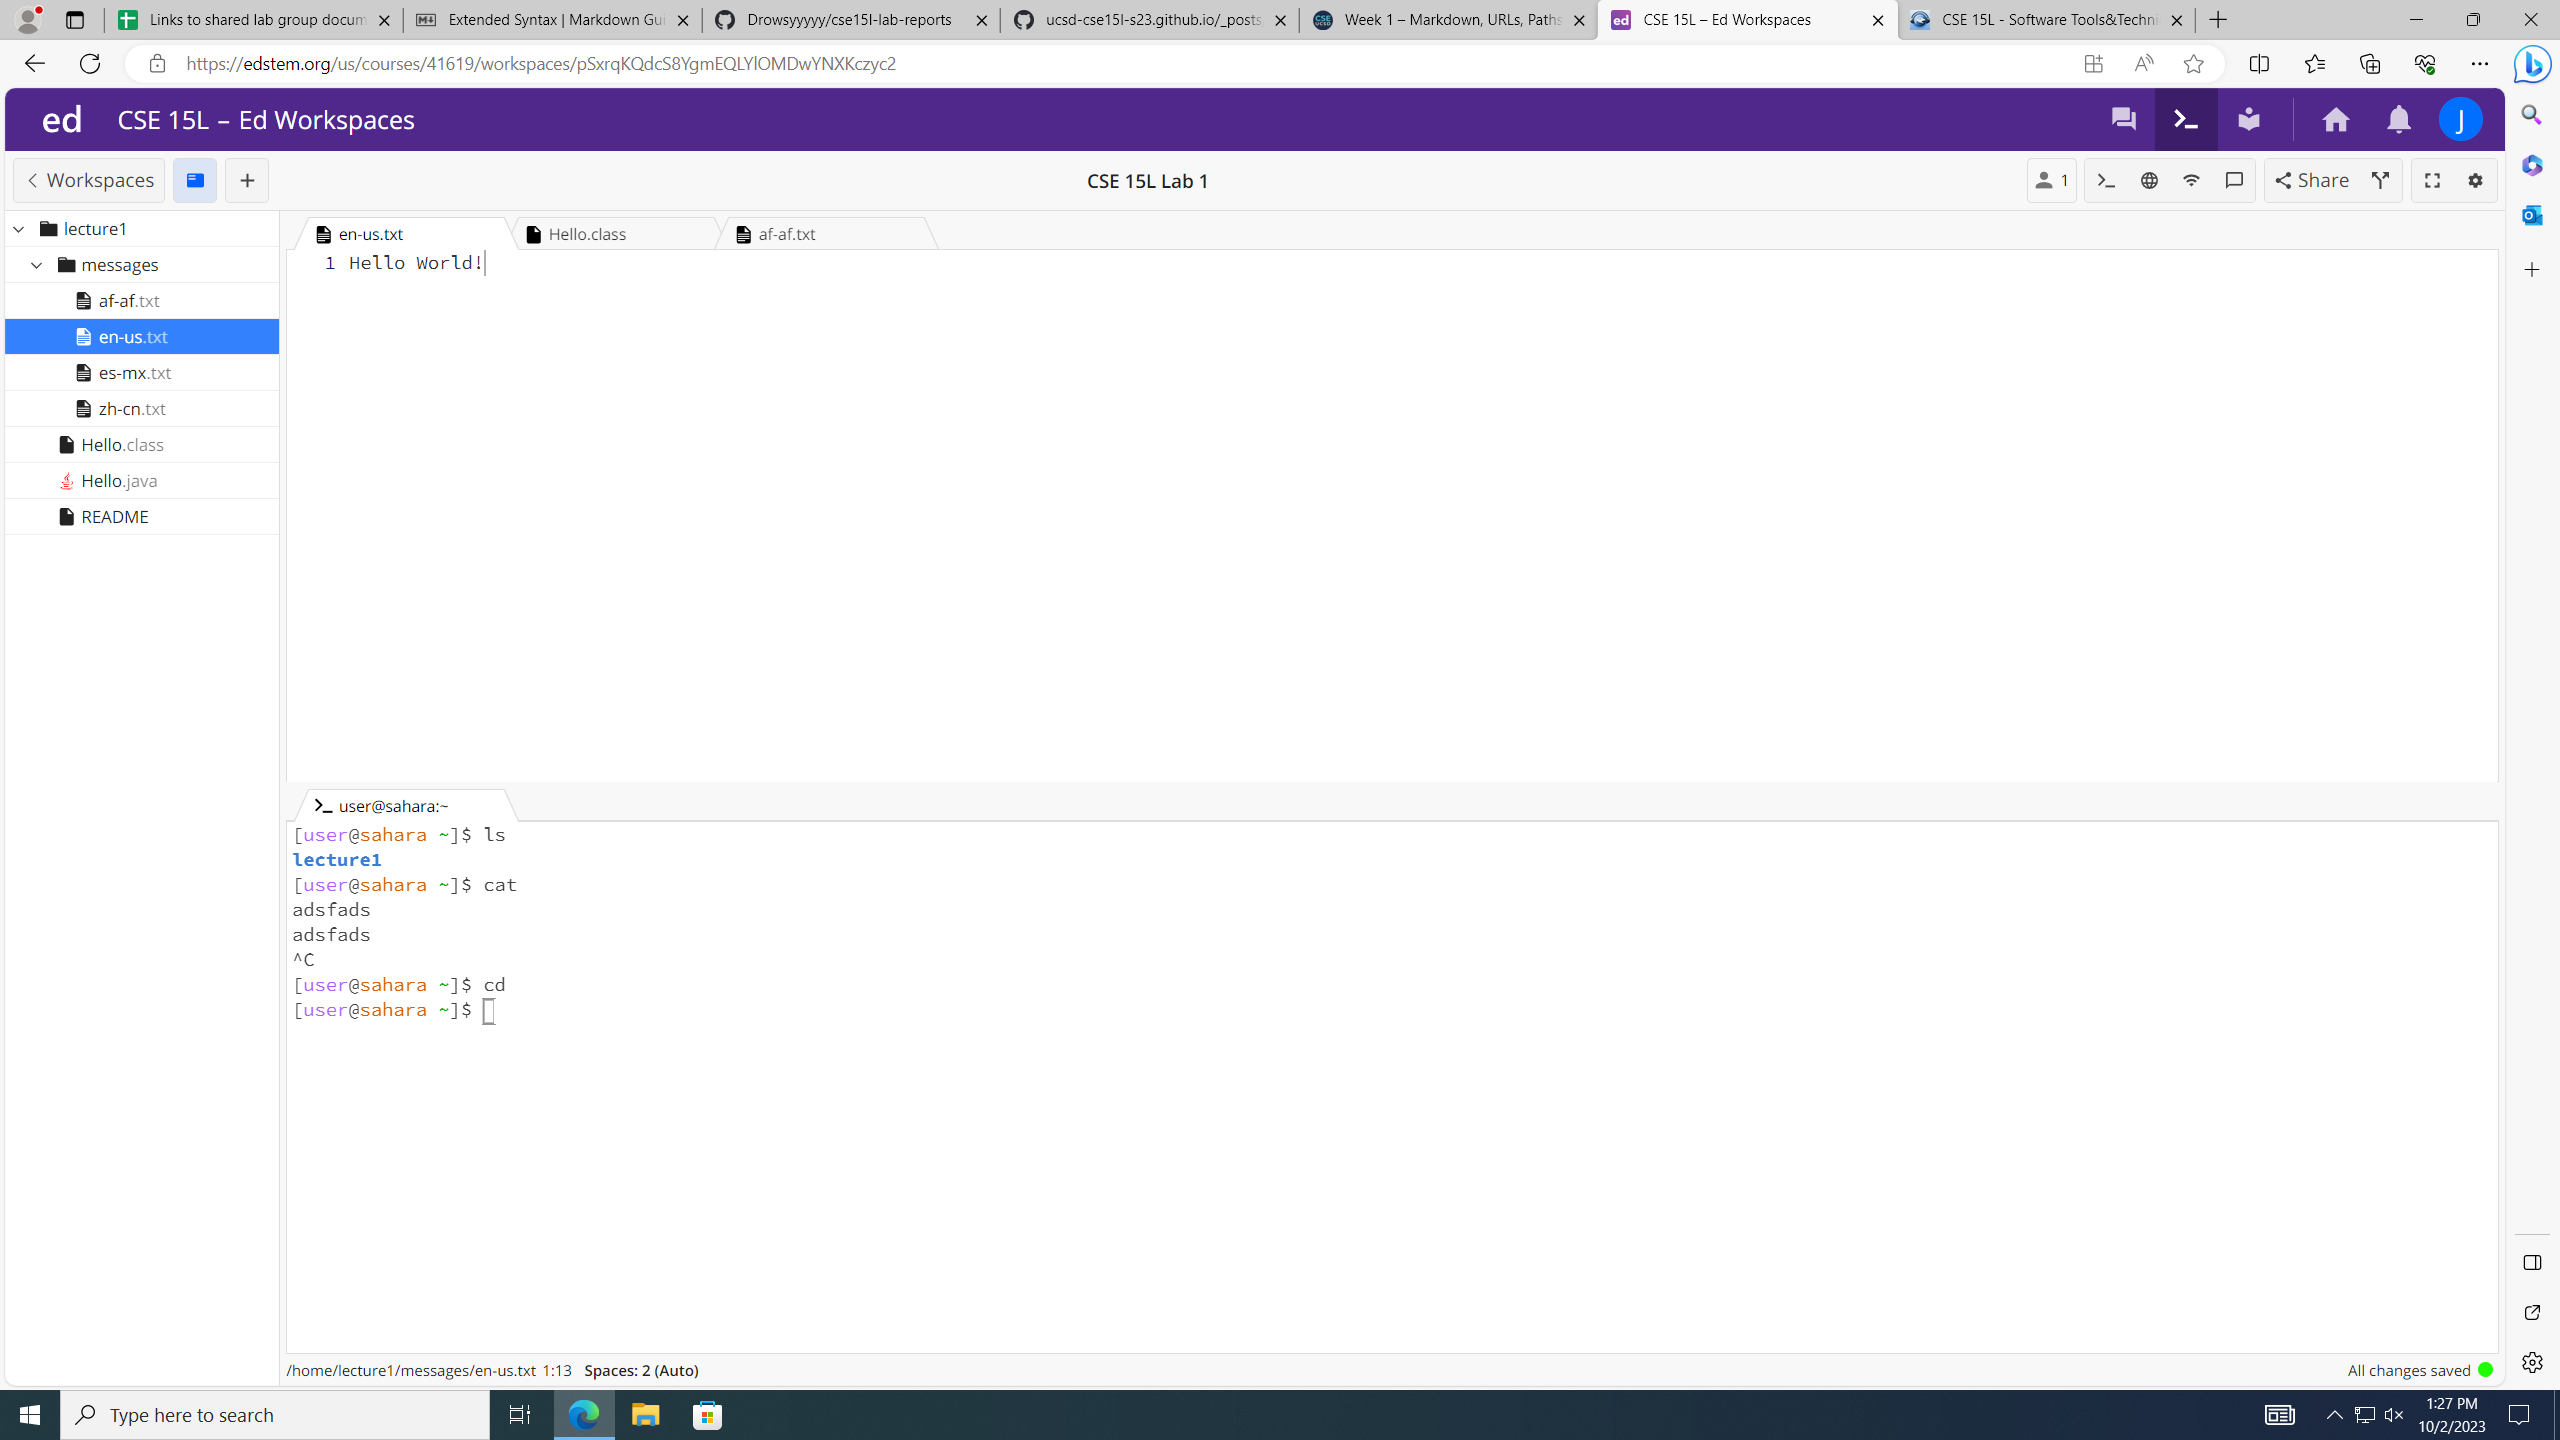 Links to shared lab group docum
Extended Syntax | Markdown Gui
Drowsyyyyy/cse15l-lab-reports
ucsd-cse15l-s23.github.io/_posts
Week 1 – Markdown, URLs, Paths
CSE 15L – Ed Workspaces
CSE 15L - Software Tools&Techni
https://edstem.org/us/courses/41619/workspaces/pSxrqKQdcS8YgmEQLYlOMDwYNXKczyc2
ed CSE 15L – Ed Workspaces
J
Workspaces
CSE 15L Lab 1
1
Share
lecture1
messages
af-af.txt
en-us.txt
es-mx.txt
zh-cn.txt
Hello.class
Hello.java
README
en-us.txt
Hello.class
af-af.txt
1 Hello World!
user@sahara:~
[user@sahara ~]$ ls
lecture1
[user@sahara ~]$ cat
adsfads
adsfads
^C
[user@sahara ~]$ cd
[user@sahara ~]$
/home/lecture1/messages/en-us.txt 1:13 Spaces: 2 (Auto)
All changes saved
Type here to search
1:27 PM
10/2/2023